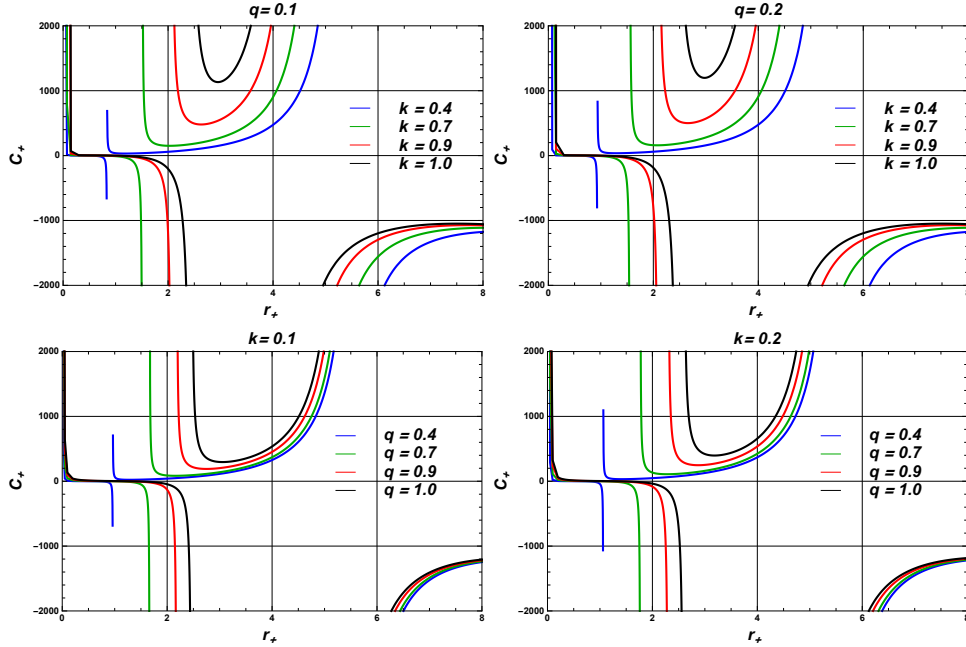 q = 0.1
2000
1000
0
−1000
−2000
C₊
0
2
4
6
8
r₊
k = 0.4
k = 0.7
k = 0.9
k = 1.0
q = 0.2
2000
1000
0
−1000
−2000
C₊
0
2
4
6
8
r₊
k = 0.4
k = 0.7
k = 0.9
k = 1.0
k = 0.1
2000
1000
0
−1000
−2000
C₊
0
2
4
6
8
r₊
q = 0.4
q = 0.7
q = 0.9
q = 1.0
k = 0.2
2000
1000
0
−1000
−2000
C₊
0
2
4
6
8
r₊
q = 0.4
q = 0.7
q = 0.9
q = 1.0